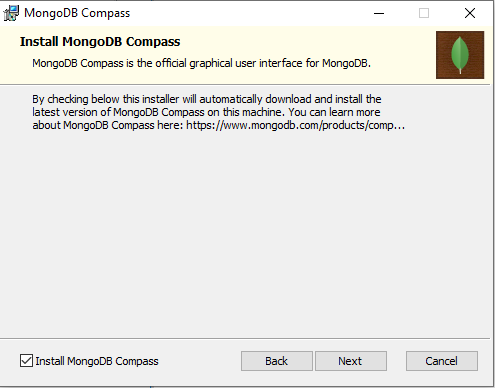 MongoDB Compass
Install MongoDB Compass
MongoDB Compass is the official graphical user interface for MongoDB.
By checking below this installer will automatically download and install the
latest version of MongoDB Compass on this machine. You can learn more
about MongoDB Compass here: https://www.mongodb.com/products/comp...
Install MongoDB Compass
Back
Next
Cancel